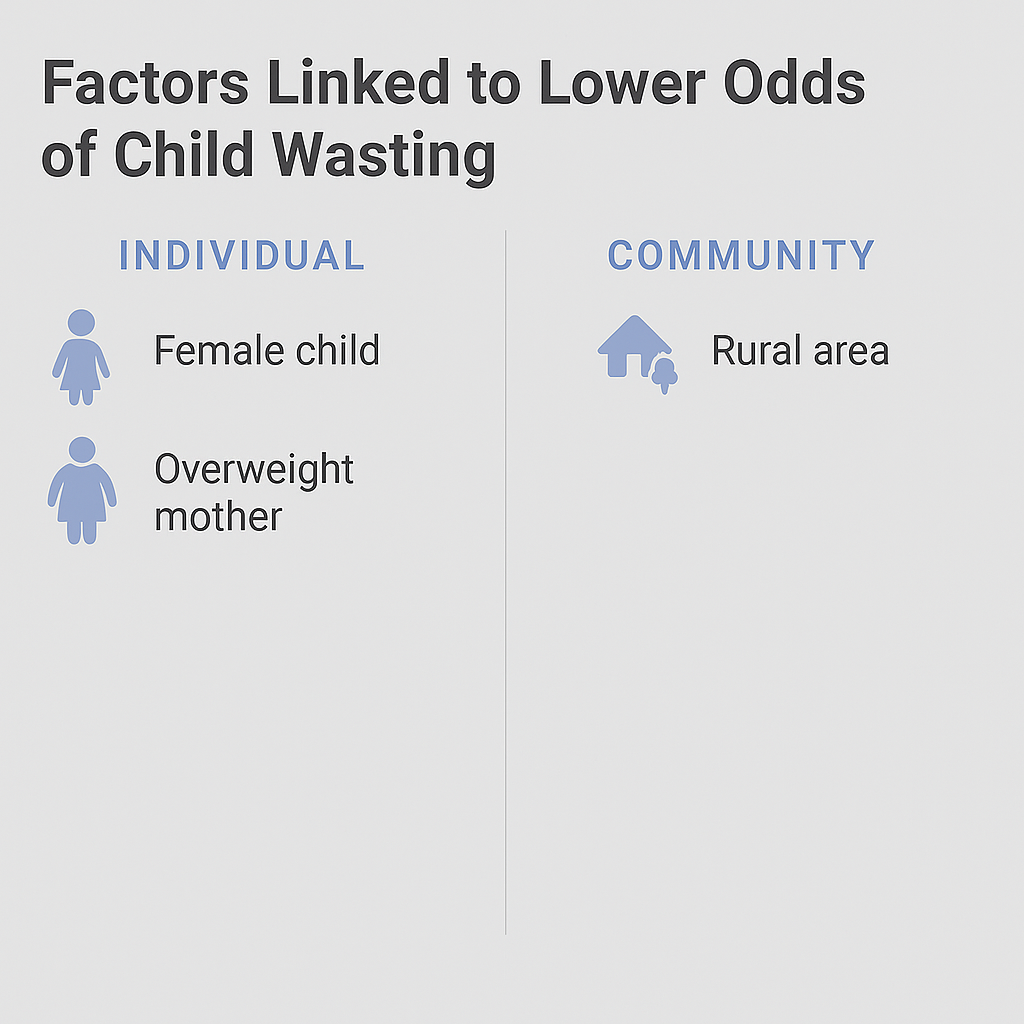 Factors Linked to Lower Odds
of Child Wasting
INDIVIDUAL
Female child
Overweight
mother
COMMUNITY
Rural area